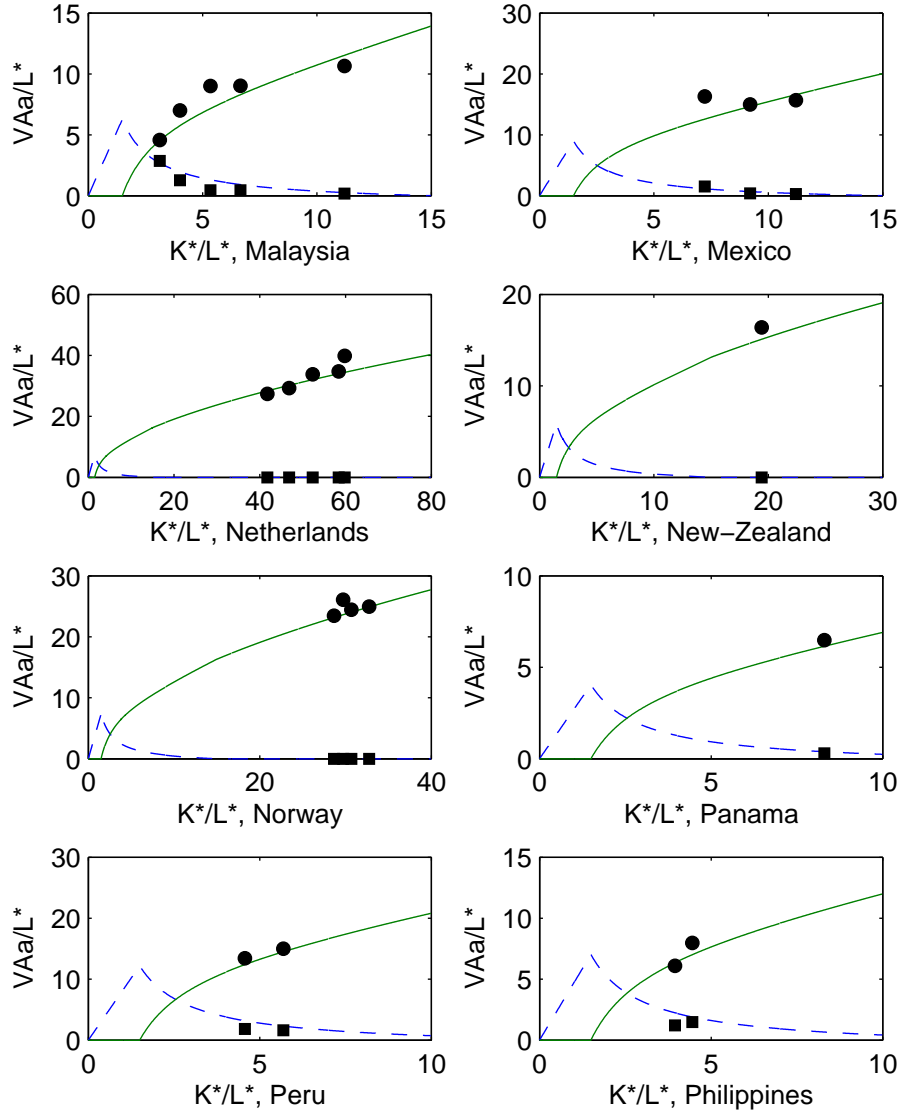 15
10
5
0
VAa/L*
0 5 10 15
K*/L*, Malaysia
30
20
10
0
VAa/L*
0 5 10 15
K*/L*, Mexico
60
40
20
0
VAa/L*
0 20 40 60 80
K*/L*, Netherlands
20
10
0
VAa/L*
0 10 20 30
K*/L*, New−Zealand
30
20
10
0
VAa/L*
0 20 40
K*/L*, Norway
10
5
0
VAa/L*
0 5 10
K*/L*, Panama
30
20
10
0
VAa/L*
0 5 10
K*/L*, Peru
15
10
5
0
VAa/L*
0 5 10
K*/L*, Philippines